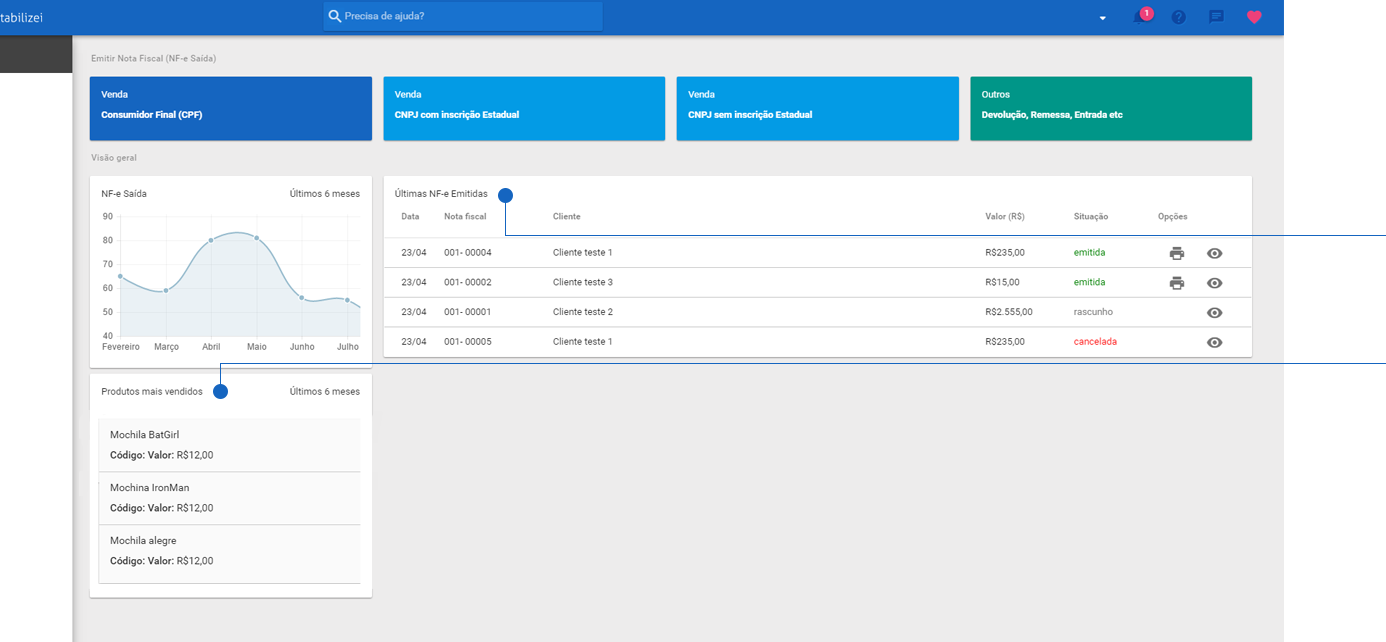 tabilizei
Precisa de ajuda?
1
Emitir Nota Fiscal (NF-e Saída)
Venda
Consumidor Final (CPF)
Venda
CNPJ com inscrição Estadual
Venda
CNPJ sem inscrição Estadual
Outros
Devolução, Remessa, Entrada etc
Visão geral
NF-e Saída Últimos 6 meses
90
80
70
60
50
40
Fevereiro Março Abril Maio Junho Julho
Últimas NF-e Emitidas
Data Nota fiscal Cliente Valor (R$) Situação Opções
23/04 001- 00004 Cliente teste 1 R$235,00 emitida
23/04 001- 00002 Cliente teste 3 R$15,00 emitida
23/04 001- 00001 Cliente teste 2 R$2.555,00 rascunho
23/04 001- 00005 Cliente teste 1 R$235,00 cancelada
Produtos mais vendidos Últimos 6 meses
Mochila BatGirl
Código: Valor: R$12,00
Mochina IronMan
Código: Valor: R$12,00
Mochila alegre
Código: Valor: R$12,00